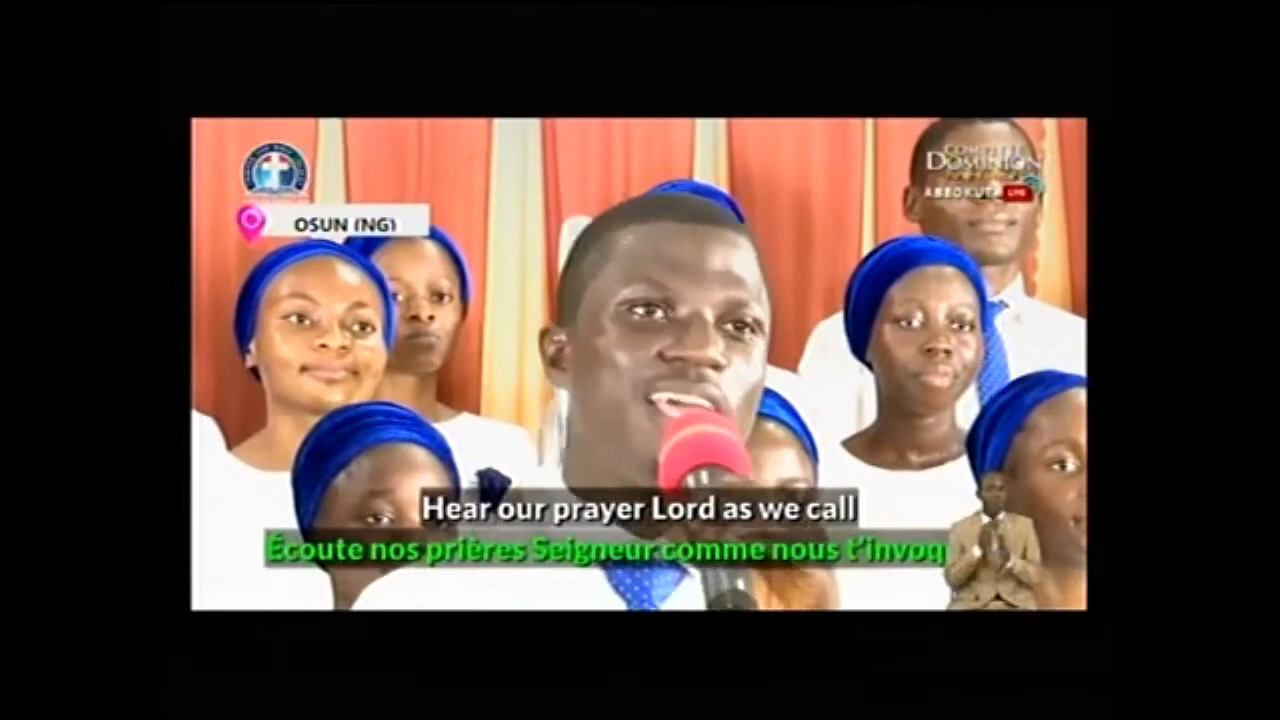 DOMINION
ABEOKUTA LIVE
OSUN (NG)
Hear our prayer Lord as we call
Écoute nos prières Seigneur comme nous t'invoq